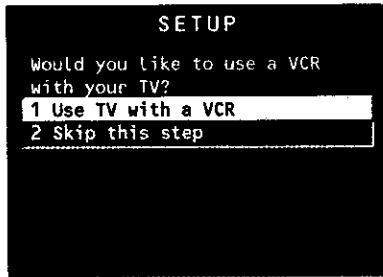 SETUP
Would you like to use a VCR
with your TV?
1 Use TV with a VCR
2 Skip this step